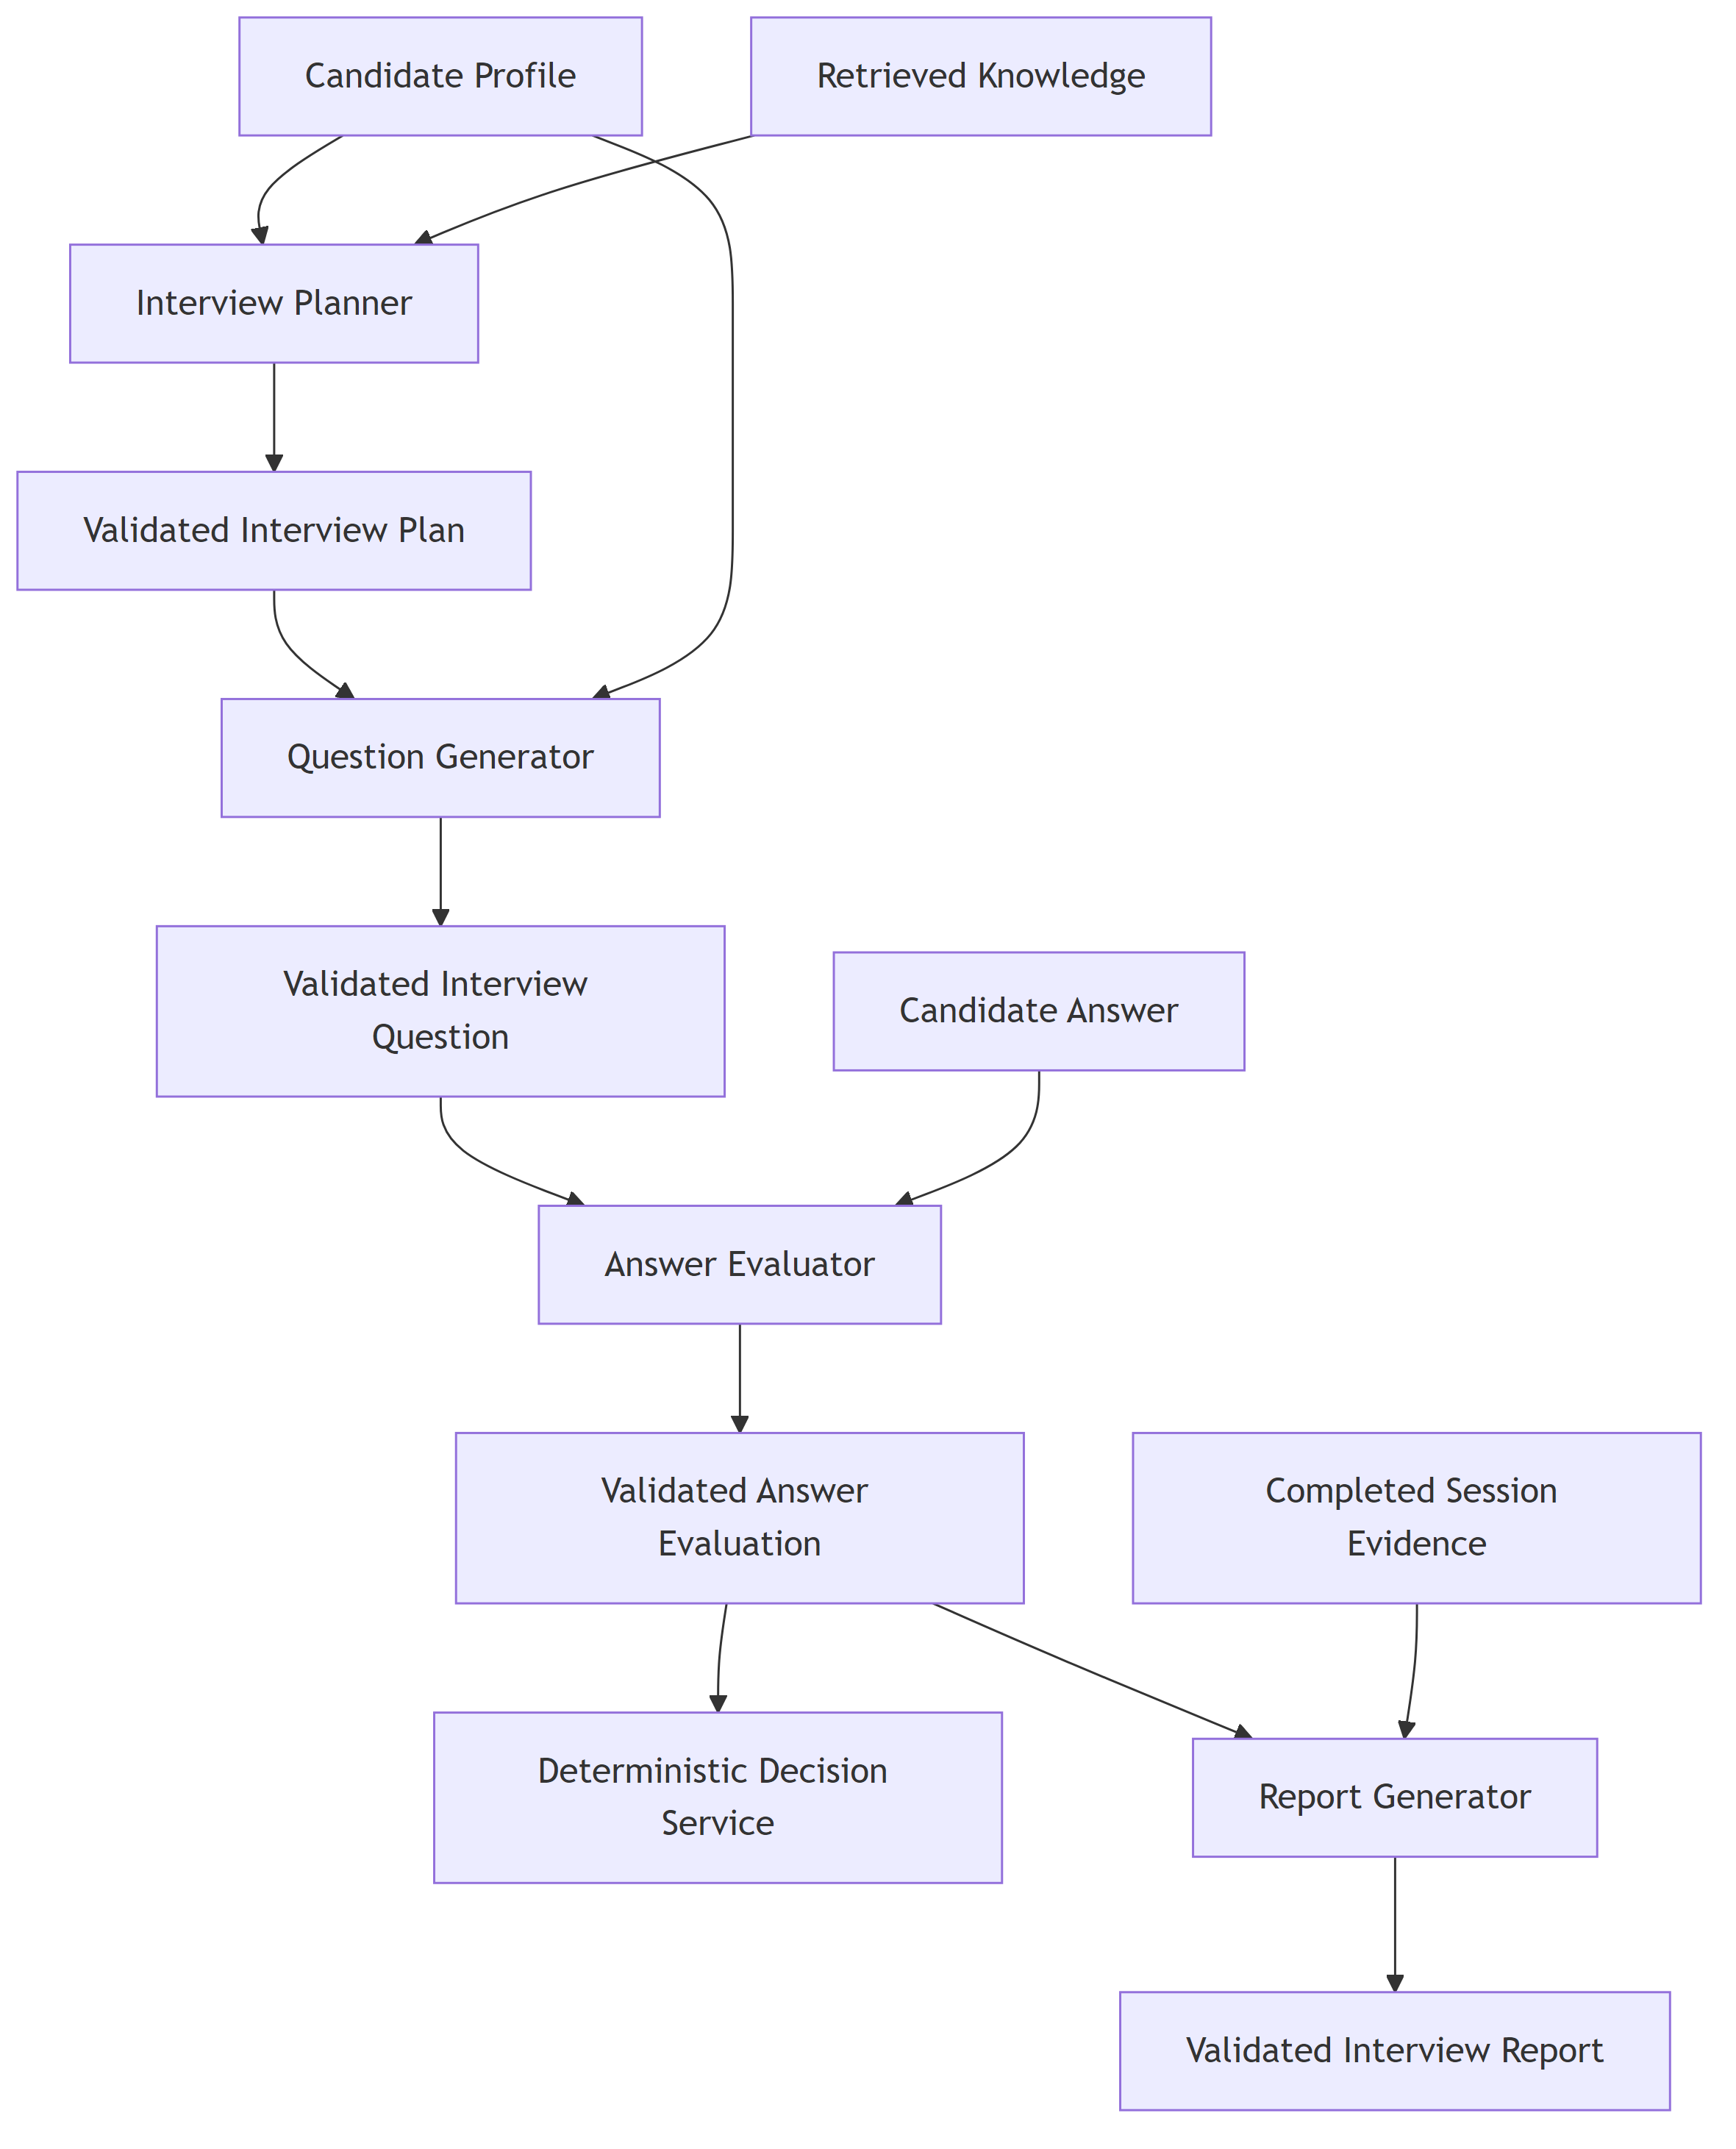 Candidate Profile
Retrieved Knowledge
Interview Planner
Validated Interview Plan
Question Generator
Validated Interview
Question
Candidate Answer
Answer Evaluator
Validated Answer
Evaluation
Completed Session
Evidence
Deterministic Decision
Service
Report Generator
Validated Interview Report